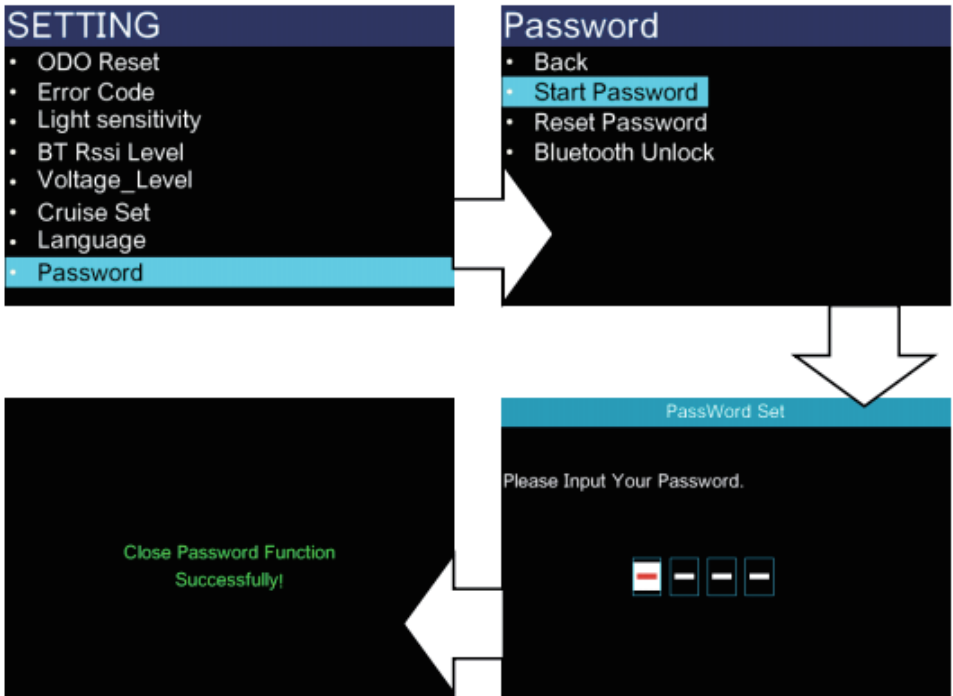 SETTING
• ODO Reset
• Error Code
• Light sensitivity
• BT Rssi Level
• Voltage_Level
• Cruise Set
• Language
• Password
Password
• Back
• Start Password
• Reset Password
• Bluetooth Unlock
PassWord Set
Please Input Your Password.
Close Password Function
Successfully!